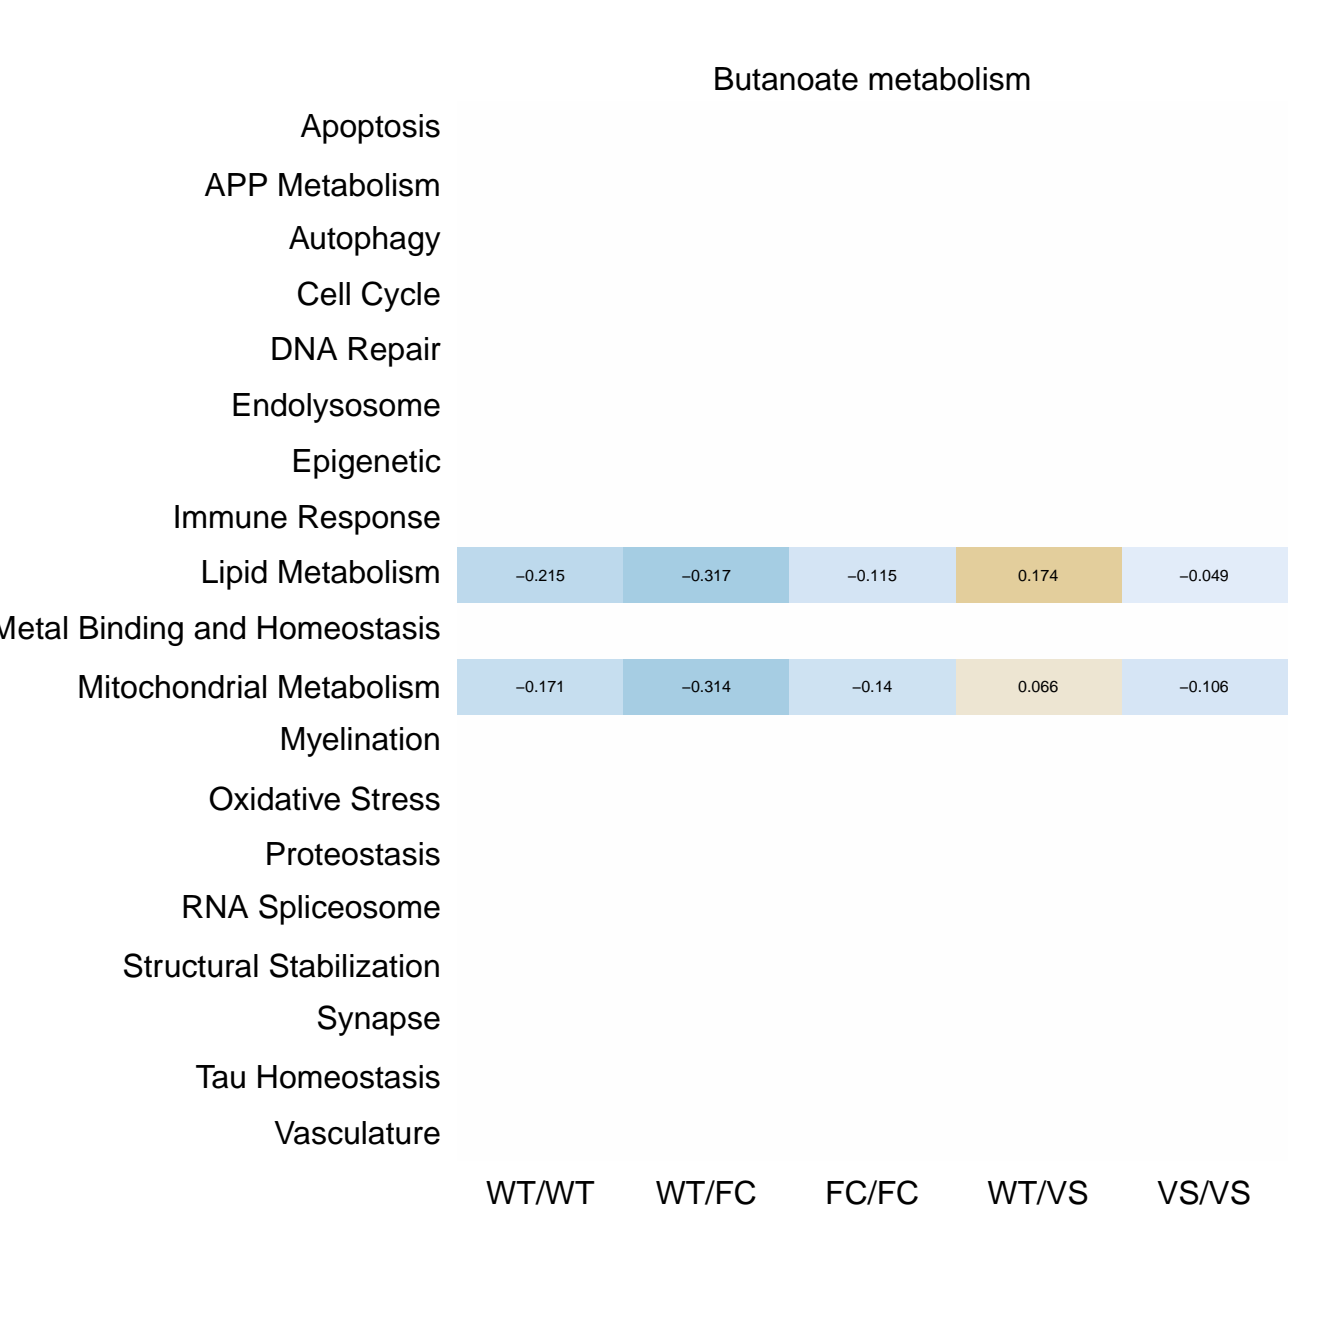 Butanoate metabolism
Apoptosis
APP Metabolism
Autophagy
Cell Cycle
DNA Repair
Endolysosome
Epigenetic
Immune Response
Lipid Metabolism −0.215 −0.317 −0.115 0.174 −0.049
Metal Binding and Homeostasis
Mitochondrial Metabolism −0.171 −0.314 −0.14 0.066 −0.106
Myelination
Oxidative Stress
Proteostasis
RNA Spliceosome
Structural Stabilization
Synapse
Tau Homeostasis
Vasculature
WT/WT WT/FC FC/FC WT/VS VS/VS